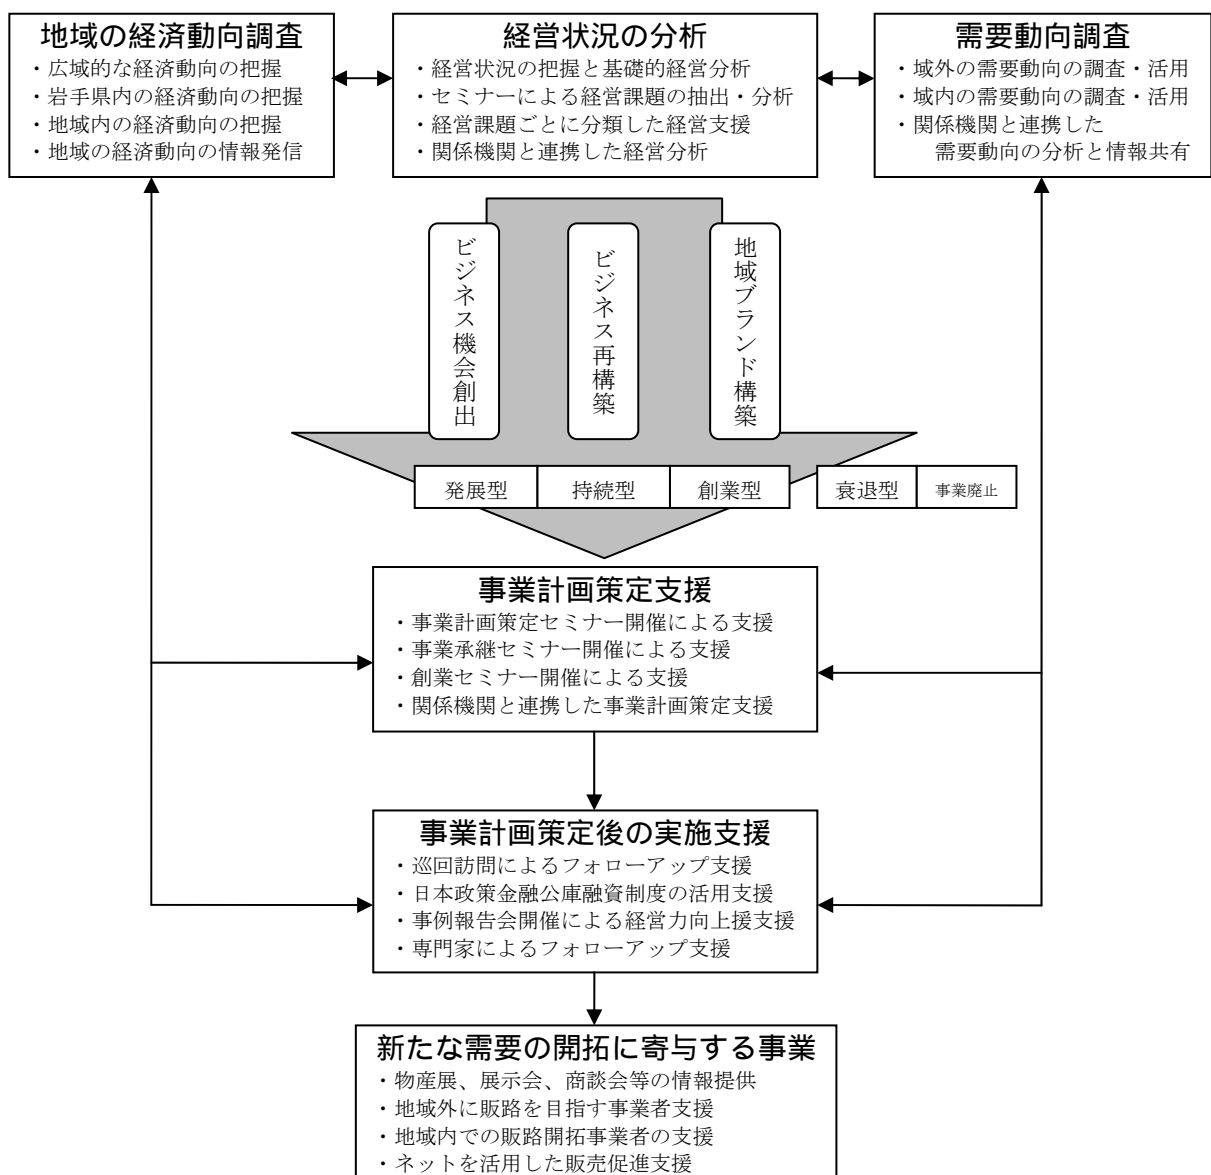 地域の経済動向調査
・広域的な経済動向の把握
・岩手県内の経済動向の把握
・地域内の経済動向の把握
・地域の経済動向の情報発信
経営状況の分析
・経営状況の把握と基礎的経営分析
・セミナーによる経営課題の抽出・分析
・経営課題ごとに分類した経営支援
・関係機関と連携した経営分析
需要動向調査
・域外の需要動向の調査・活用
・域内の需要動向の調査・活用
・関係機関と連携した
需要動向の分析と情報共有
ビジネス機会創出
ビジネス再構築
地域ブランド構築
発展型
持続型
創業型
衰退型
事業廃止
事業計画策定支援
・事業計画策定セミナー開催による支援
・事業承継セミナー開催による支援
・創業セミナー開催による支援
・関係機関と連携した事業計画策定支援
事業計画策定後の実施支援
・巡回訪問によるフォローアップ支援
・日本政策金融公庫融資制度の活用支援
・事例報告会開催による経営力向上援支援
・専門家によるフォローアップ支援
新たな需要の開拓に寄与する事業
・物産展、展示会、商談会等の情報提供
・地域外に販路を目指す事業者支援
・地域内での販路開拓事業者の支援
・ネットを活用した販売促進支援